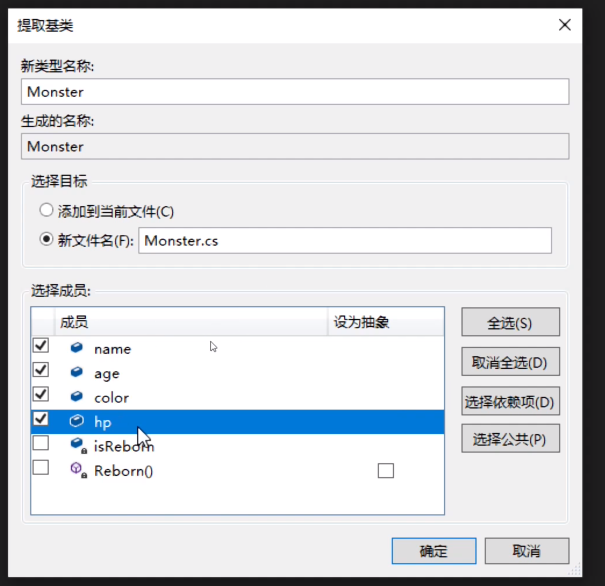 提取基类
新类型名称:
Monster
生成的名称:
Monster
选择目标
添加到当前文件(C)
新文件名(F): Monster.cs
选择成员:
成员 设为抽象
name
age
color
hp
isReborn
Reborn()
全选(S)
取消全选(D)
选择依赖项(D)
选择公共(P)
确定 取消